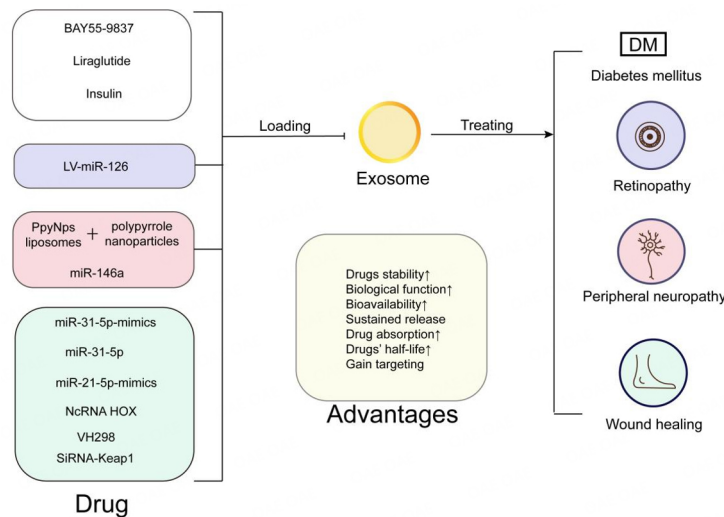 BAY55-9837
Liraglutide
Insulin
LV-miR-126
PpyNps
liposomes
+
polypyrrole
nanoparticles
miR-146a
miR-31-5p-mimics
miR-31-5p
miR-21-5p-mimics
NcRNA HOX
VH298
SiRNA-Keap1
Drug
Loading
Exosome
Treating
Drugs stability↑
Biological function↑
Bioavailability↑
Sustained release
Drug absorption↑
Drugs' half-life↑
Gain targeting
Advantages
DM
Diabetes mellitus
Retinopathy
Peripheral neuropathy
Wound healing